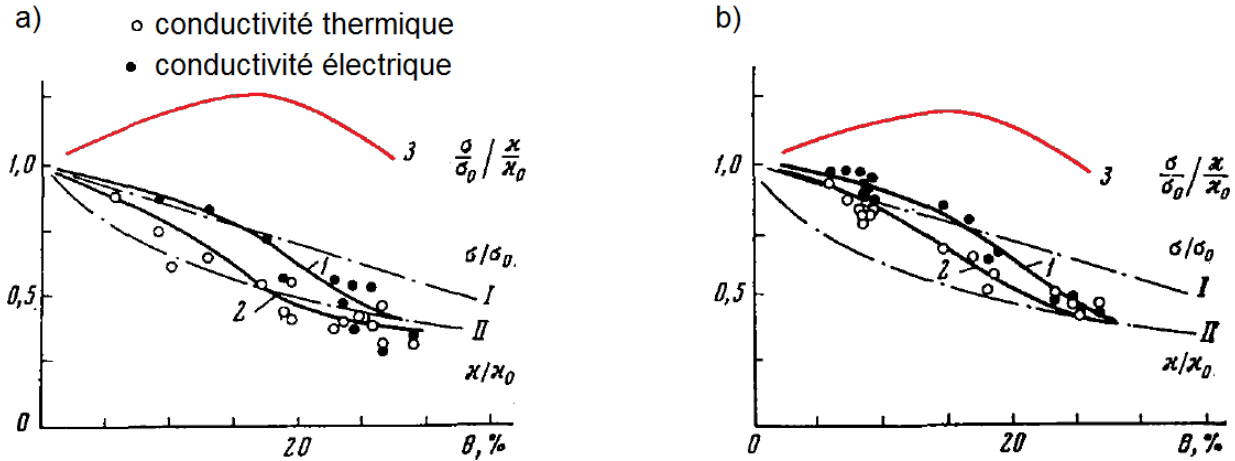 a)
○ conductivité thermique
● conductivité électrique
1,0
0,5
0
20
θ, %
3
σ/σ₀ / ϰ/ϰ₀
σ/σ₀
1
2
I
II
ϰ/ϰ₀
b)
1,0
0,5
0
20
θ, %
3
σ/σ₀ / ϰ/ϰ₀
σ/σ₀
1
2
I
II
ϰ/ϰ₀